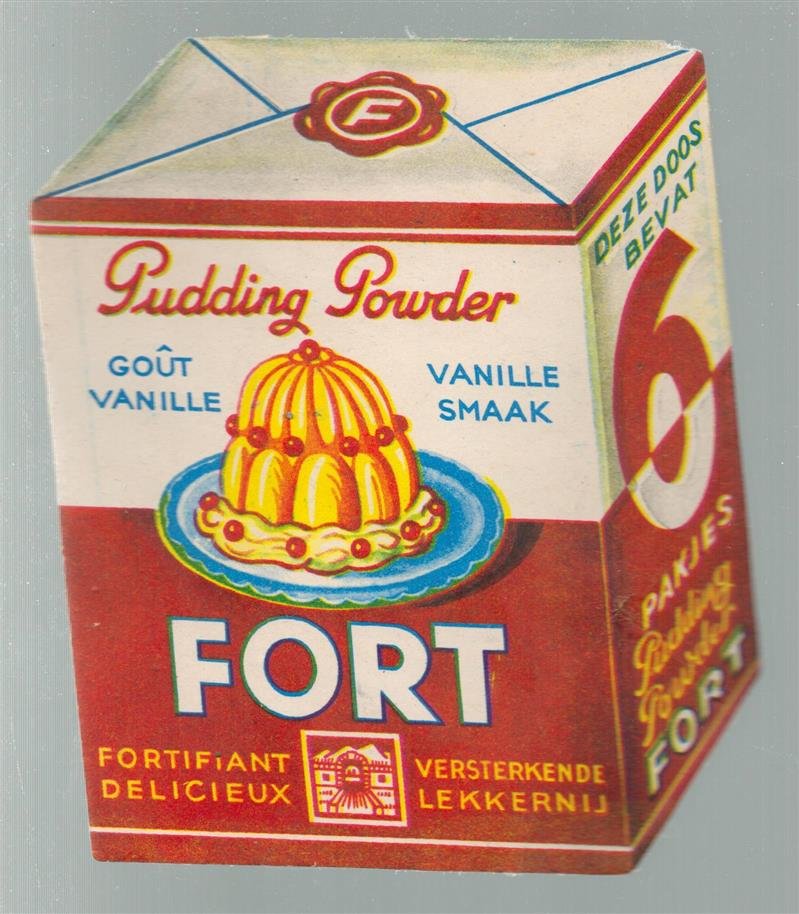 F
Pudding Powder
GOÛT
VANILLE
VANILLE
SMAAK
FORT
FORTIFIANT
DELICIEUX
VERSTERKENDE
LEKKERNIJ
DEZE DOOS
BEVAT
6
PAKJES
Pudding
Powder
FORT